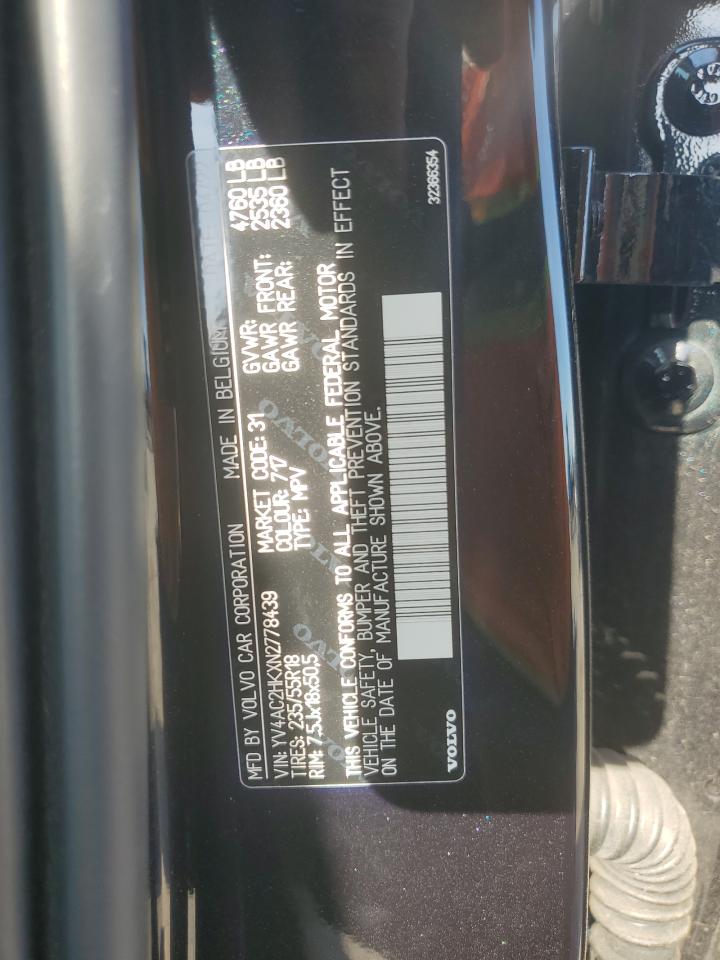 MFD BY VOLVO CAR CORPORATION MADE IN BELGIUM
VIN: YV4AC2HKXN2778439 MARKET CODE: 31 GVWR: 4760 LB
TIRES: 235/55R18 COLOUR: 717 GAWR FRONT: 2535 LB
RIM: 7,5Jx18x50,5 TYPE: MPV GAWR REAR: 2360 LB
THIS VEHICLE CONFORMS TO ALL APPLICABLE FEDERAL MOTOR
VEHICLE SAFETY, BUMPER AND THEFT PREVENTION STANDARDS IN EFFECT
ON THE DATE OF MANUFACTURE SHOWN ABOVE.
VOLVO 32366354